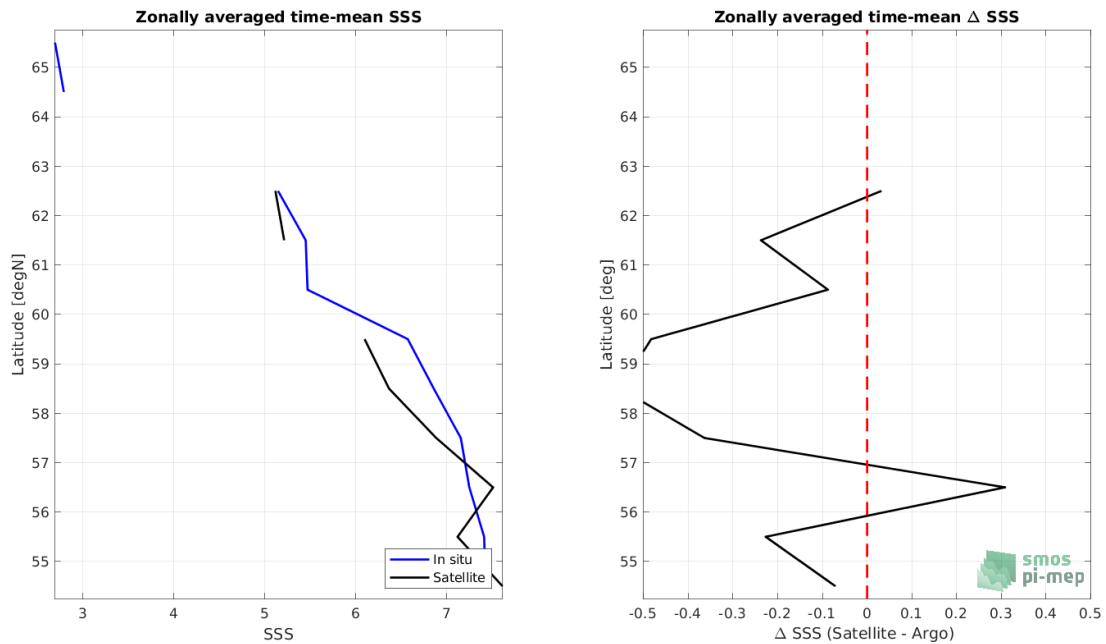 Zonally averaged time-mean SSS
65
64
63
62
61
60
59
58
57
56
55
Latitude [degN]
3 4 5 6 7
SSS
In situ
Satellite
Zonally averaged time-mean Δ SSS
65
64
63
62
61
60
59
58
57
56
55
Latitude [deg]
-0.5 -0.4 -0.3 -0.2 -0.1 0 0.1 0.2 0.3 0.4 0.5
Δ SSS (Satellite - Argo)
smos
pi-mep